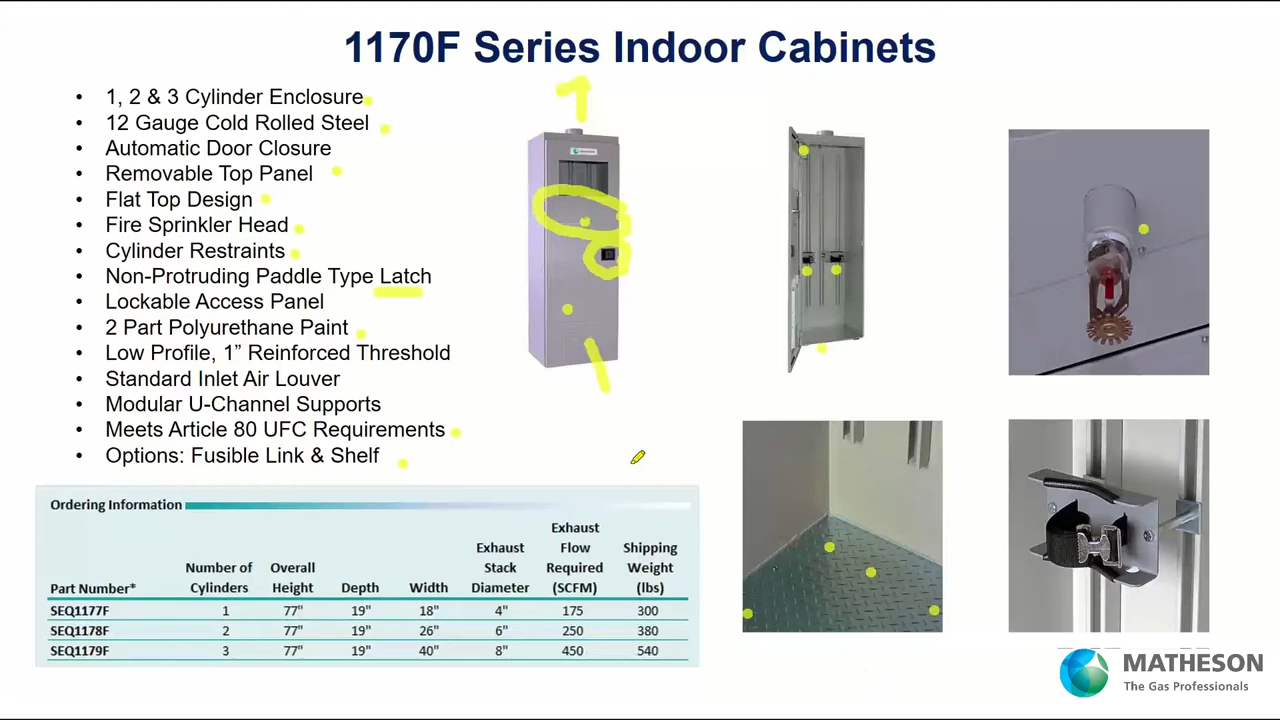 1170F Series Indoor Cabinets
• 1, 2 & 3 Cylinder Enclosure
• 12 Gauge Cold Rolled Steel
• Automatic Door Closure
• Removable Top Panel
• Flat Top Design
• Fire Sprinkler Head
• Cylinder Restraints
• Non-Protruding Paddle Type Latch
• Lockable Access Panel
• 2 Part Polyurethane Paint
• Low Profile, 1” Reinforced Threshold
• Standard Inlet Air Louver
• Modular U-Channel Supports
• Meets Article 80 UFC Requirements
• Options: Fusible Link & Shelf
MATHESON
Ordering Information
Part Number* Number of Cylinders Overall Height Depth Width Exhaust Stack Diameter Exhaust Flow Required (SCFM) Shipping Weight (lbs)
SEQ1177F 1 77" 19" 18" 4" 175 300
SEQ1178F 2 77" 19" 26" 6" 250 380
SEQ1179F 3 77" 19" 40" 8" 450 540
MATHESON
The Gas Professionals